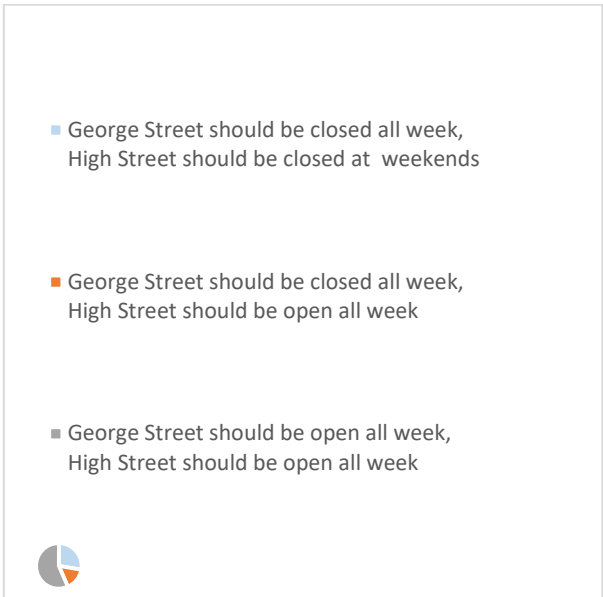 George Street should be closed all week,
High Street should be closed at  weekends
George Street should be closed all week,
High Street should be open all week
George Street should be open all week,
High Street should be open all week